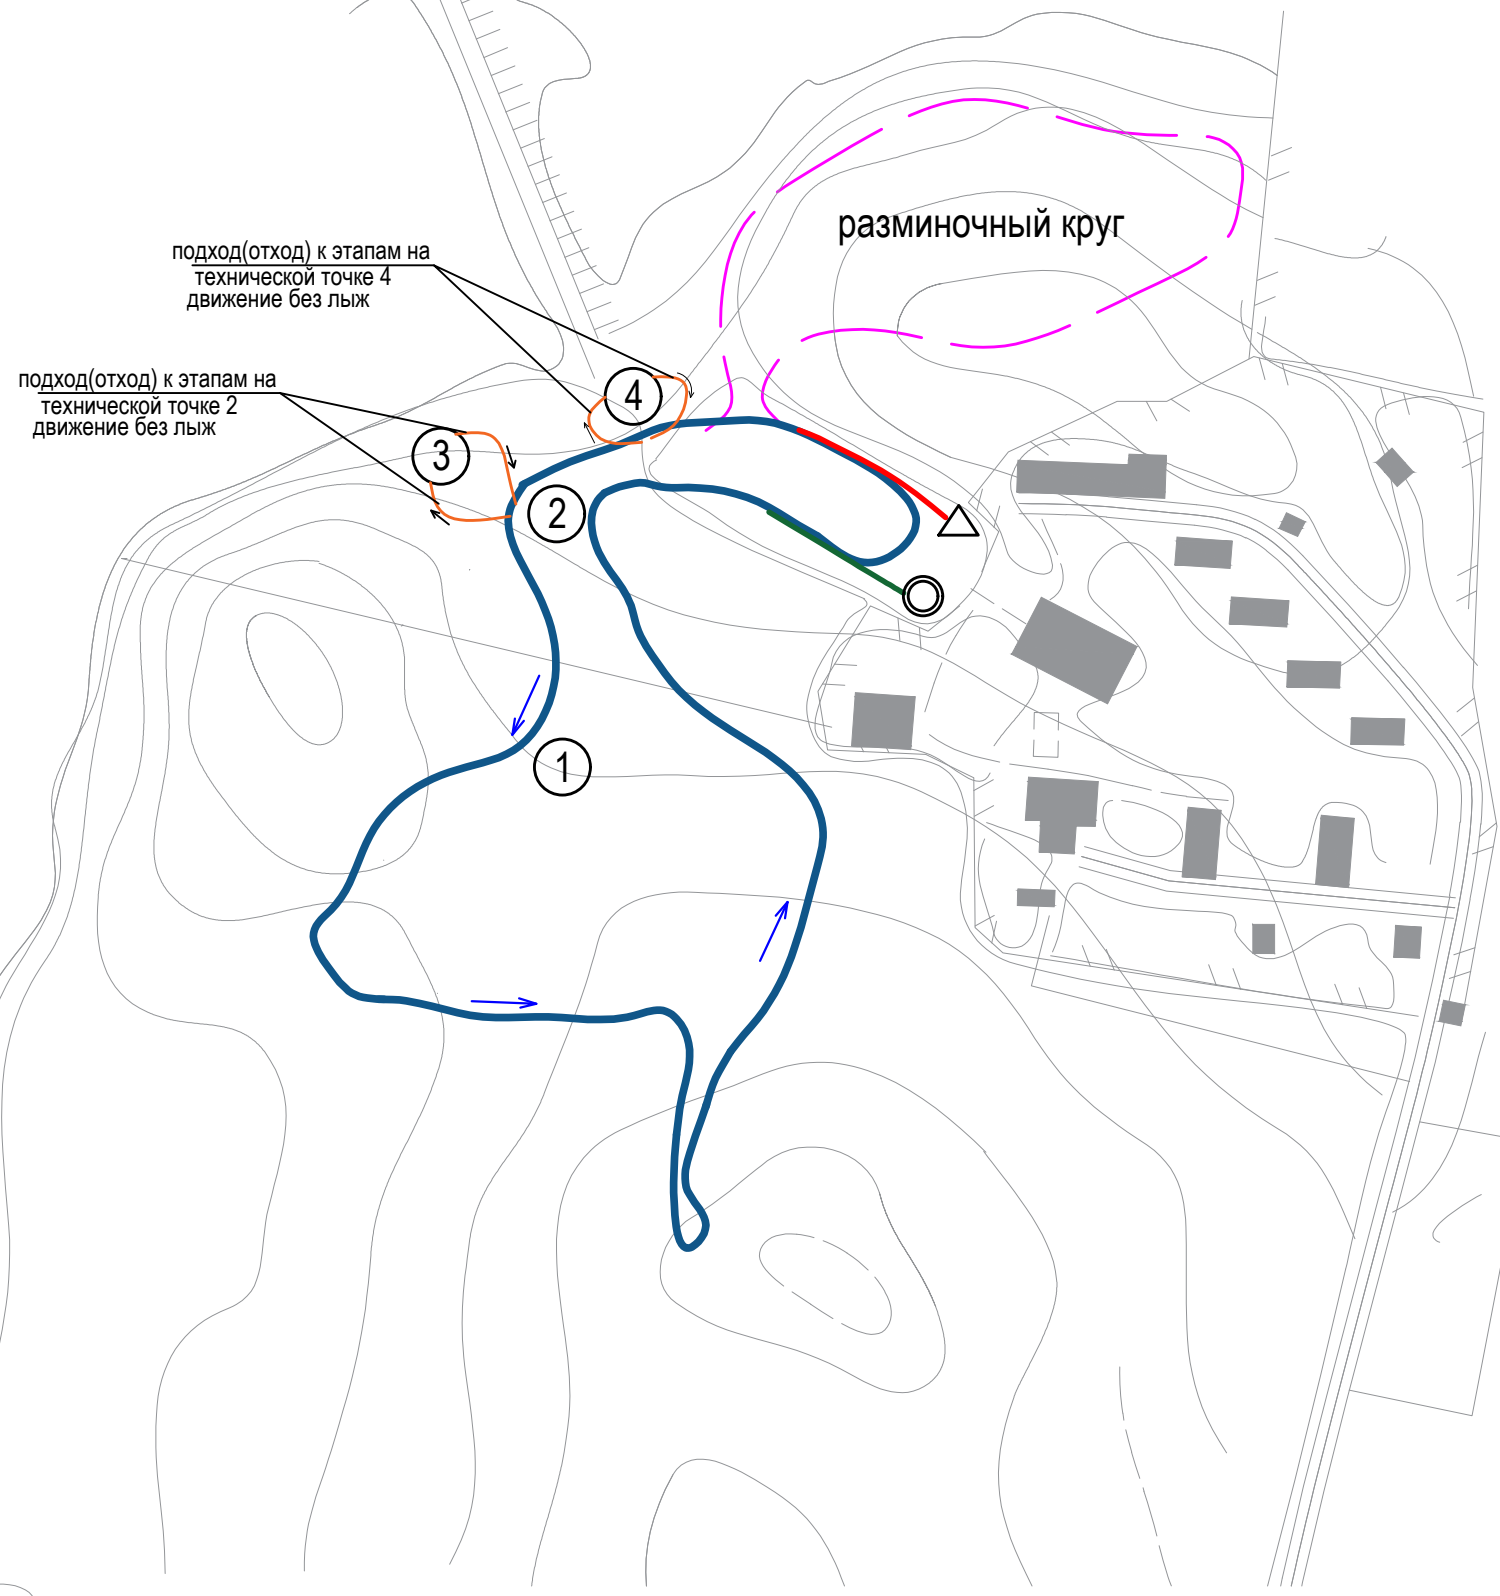 разминочный круг
подход(отход) к этапам на
технической точке 4
движение без лыж
подход(отход) к этапам на
технической точке 2
движение без лыж
4
3
2
1